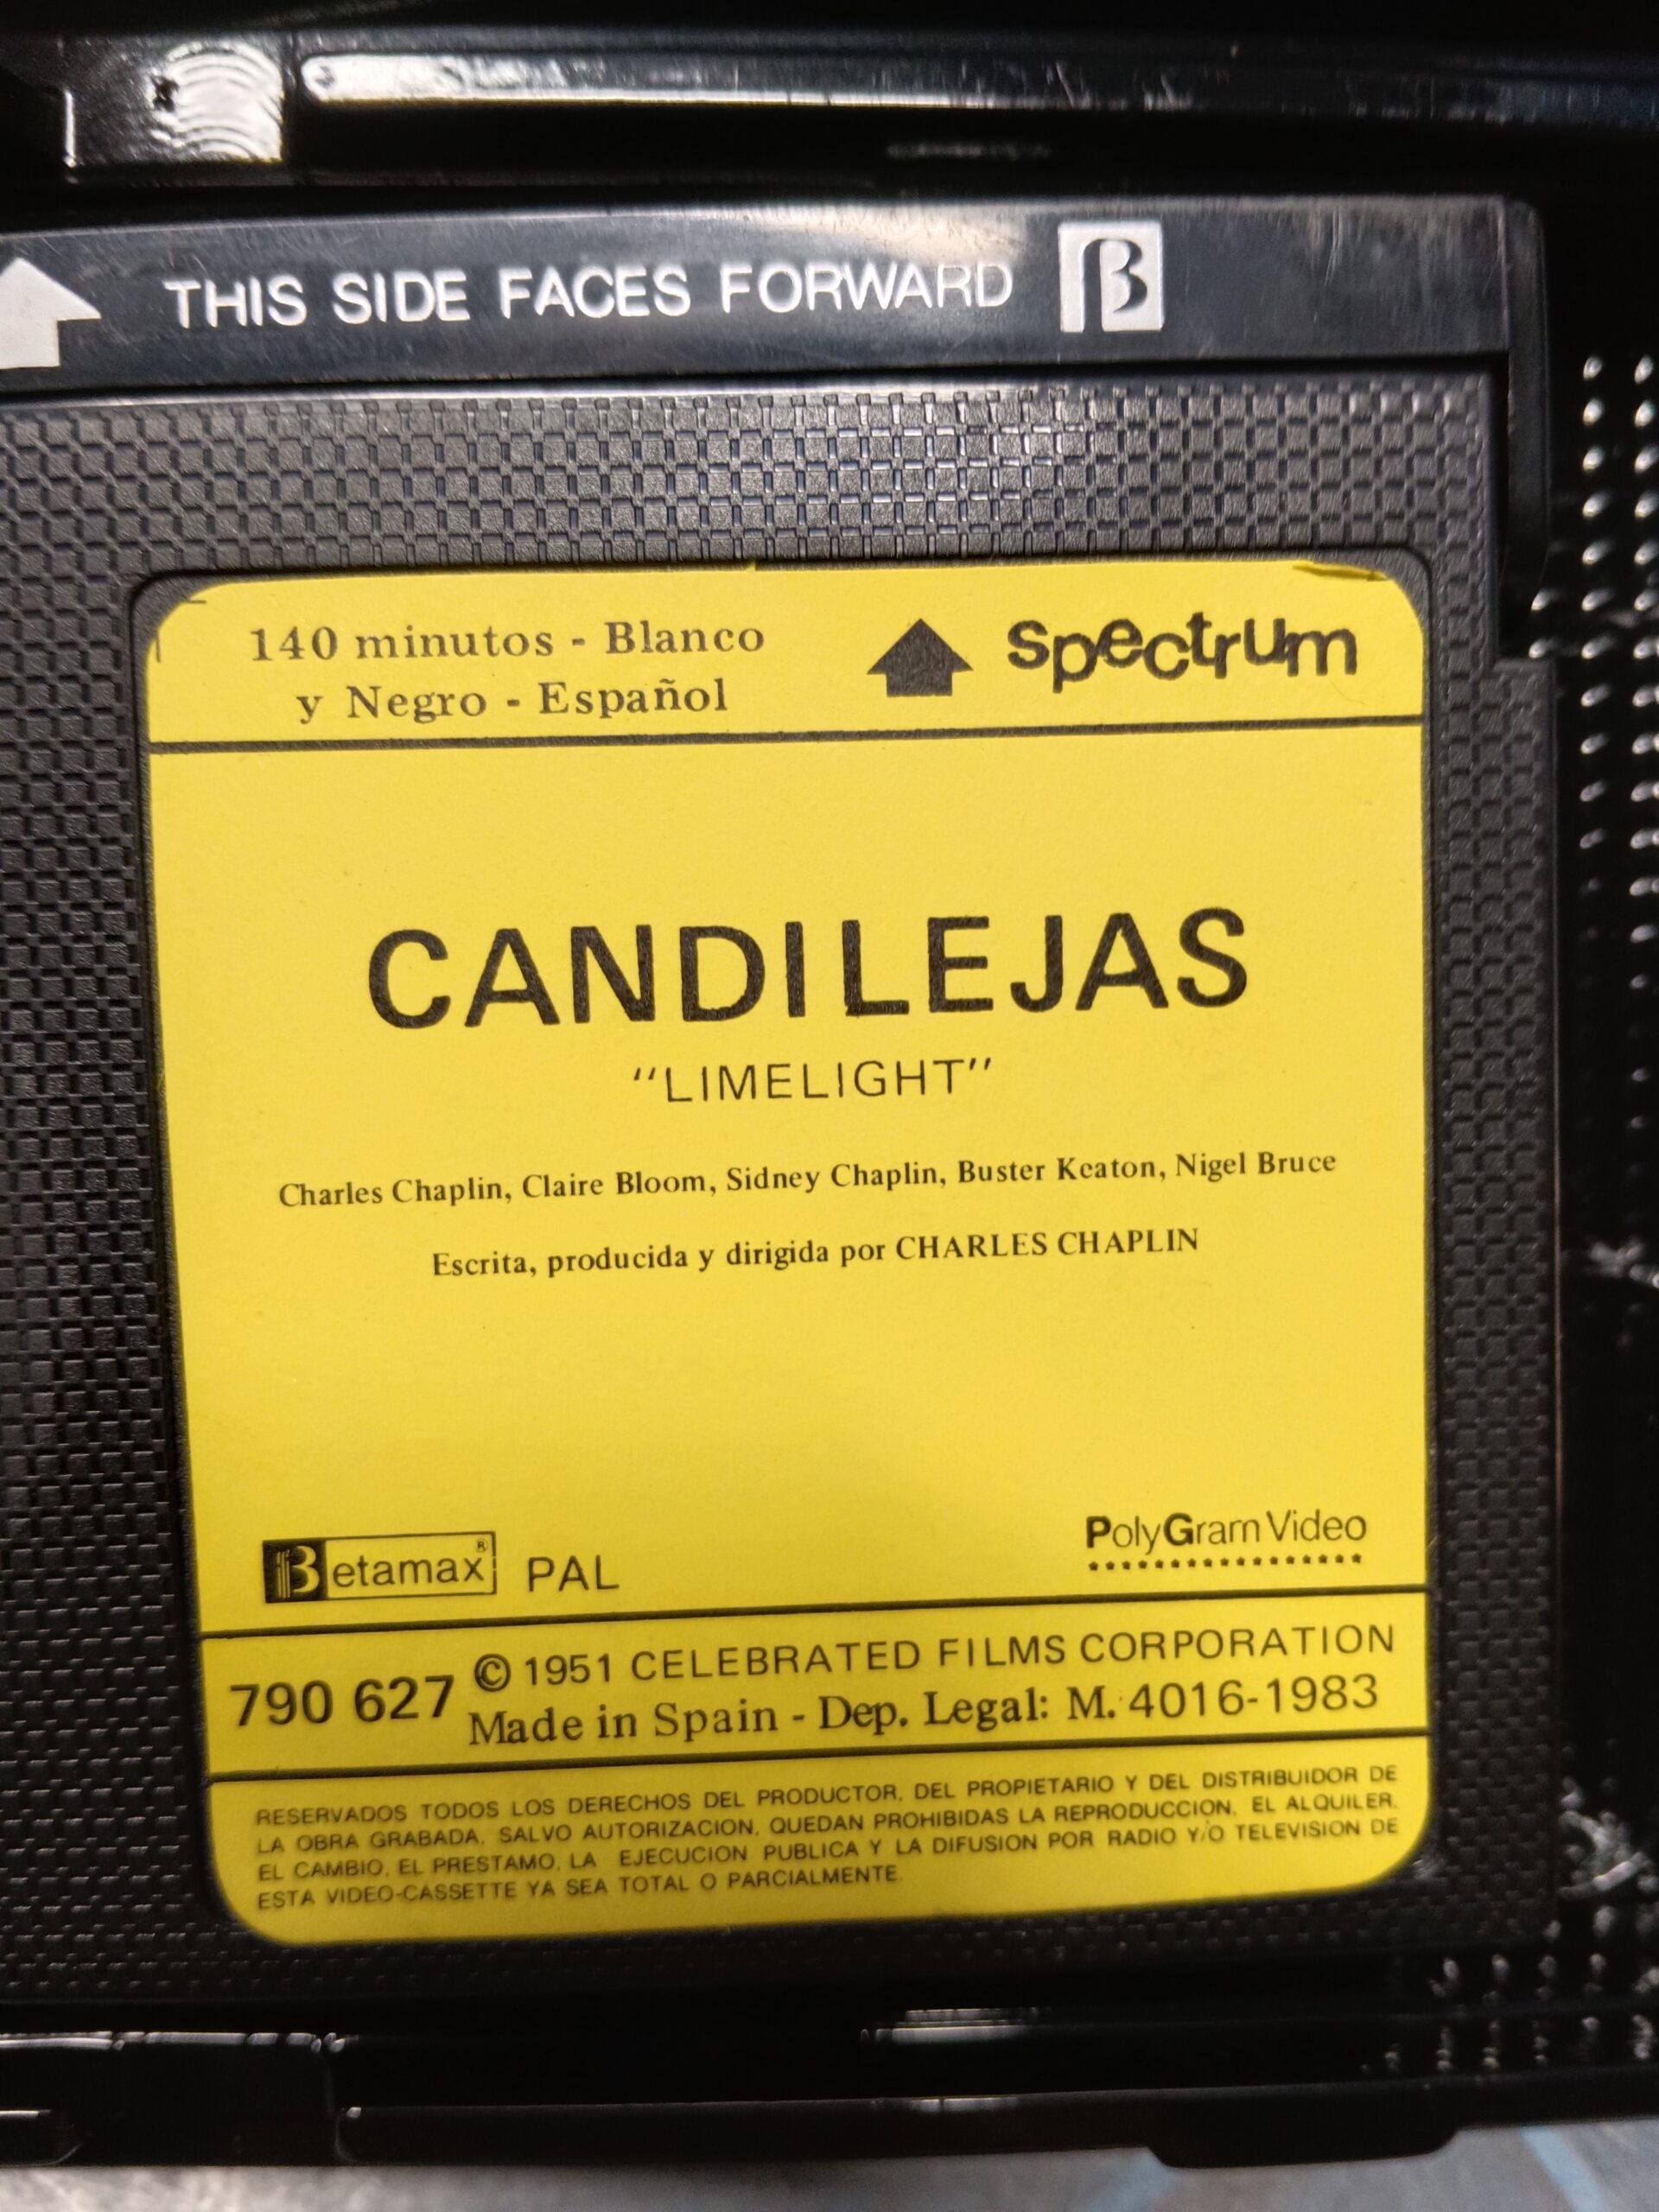 THIS SIDE FACES FORWARD B
140 minutos - Blanco
y Negro - Español
spectrum
CANDILEJAS
"LIMELIGHT"
Charles Chaplin, Claire Bloom, Sidney Chaplin, Buster Keaton, Nigel Bruce
Escrita, producida y dirigida por CHARLES CHAPLIN
Betamax® PAL
PolyGram Video
790 627
© 1951 CELEBRATED FILMS CORPORATION
Made in Spain - Dep. Legal: M. 4016-1983
RESERVADOS TODOS LOS DERECHOS DEL PRODUCTOR, DEL PROPIETARIO Y DEL DISTRIBUIDOR DE
LA OBRA GRABADA. SALVO AUTORIZACION, QUEDAN PROHIBIDAS LA REPRODUCCION, EL ALQUILER,
EL CAMBIO, EL PRESTAMO, LA EJECUCION PUBLICA Y LA DIFUSION POR RADIO Y/O TELEVISION DE
ESTA VIDEO-CASSETTE YA SEA TOTAL O PARCIALMENTE.